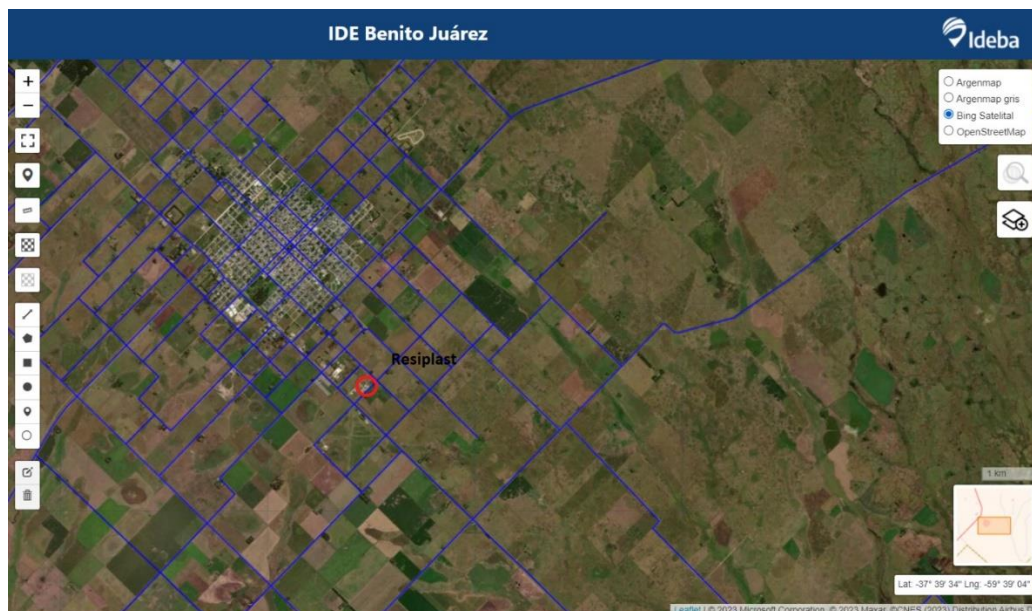 IDE Benito Juárez
Ideba
+
−
Argenmap
Argenmap gris
Bing Satelital
OpenStreetMap
Resiplast
1 km
Lat: -37° 39' 34" Lng: -59° 39' 04"
Leaflet | © 2023 Microsoft Corporation, © 2023 Maxar, ©CNES (2023) Distribution Airbus